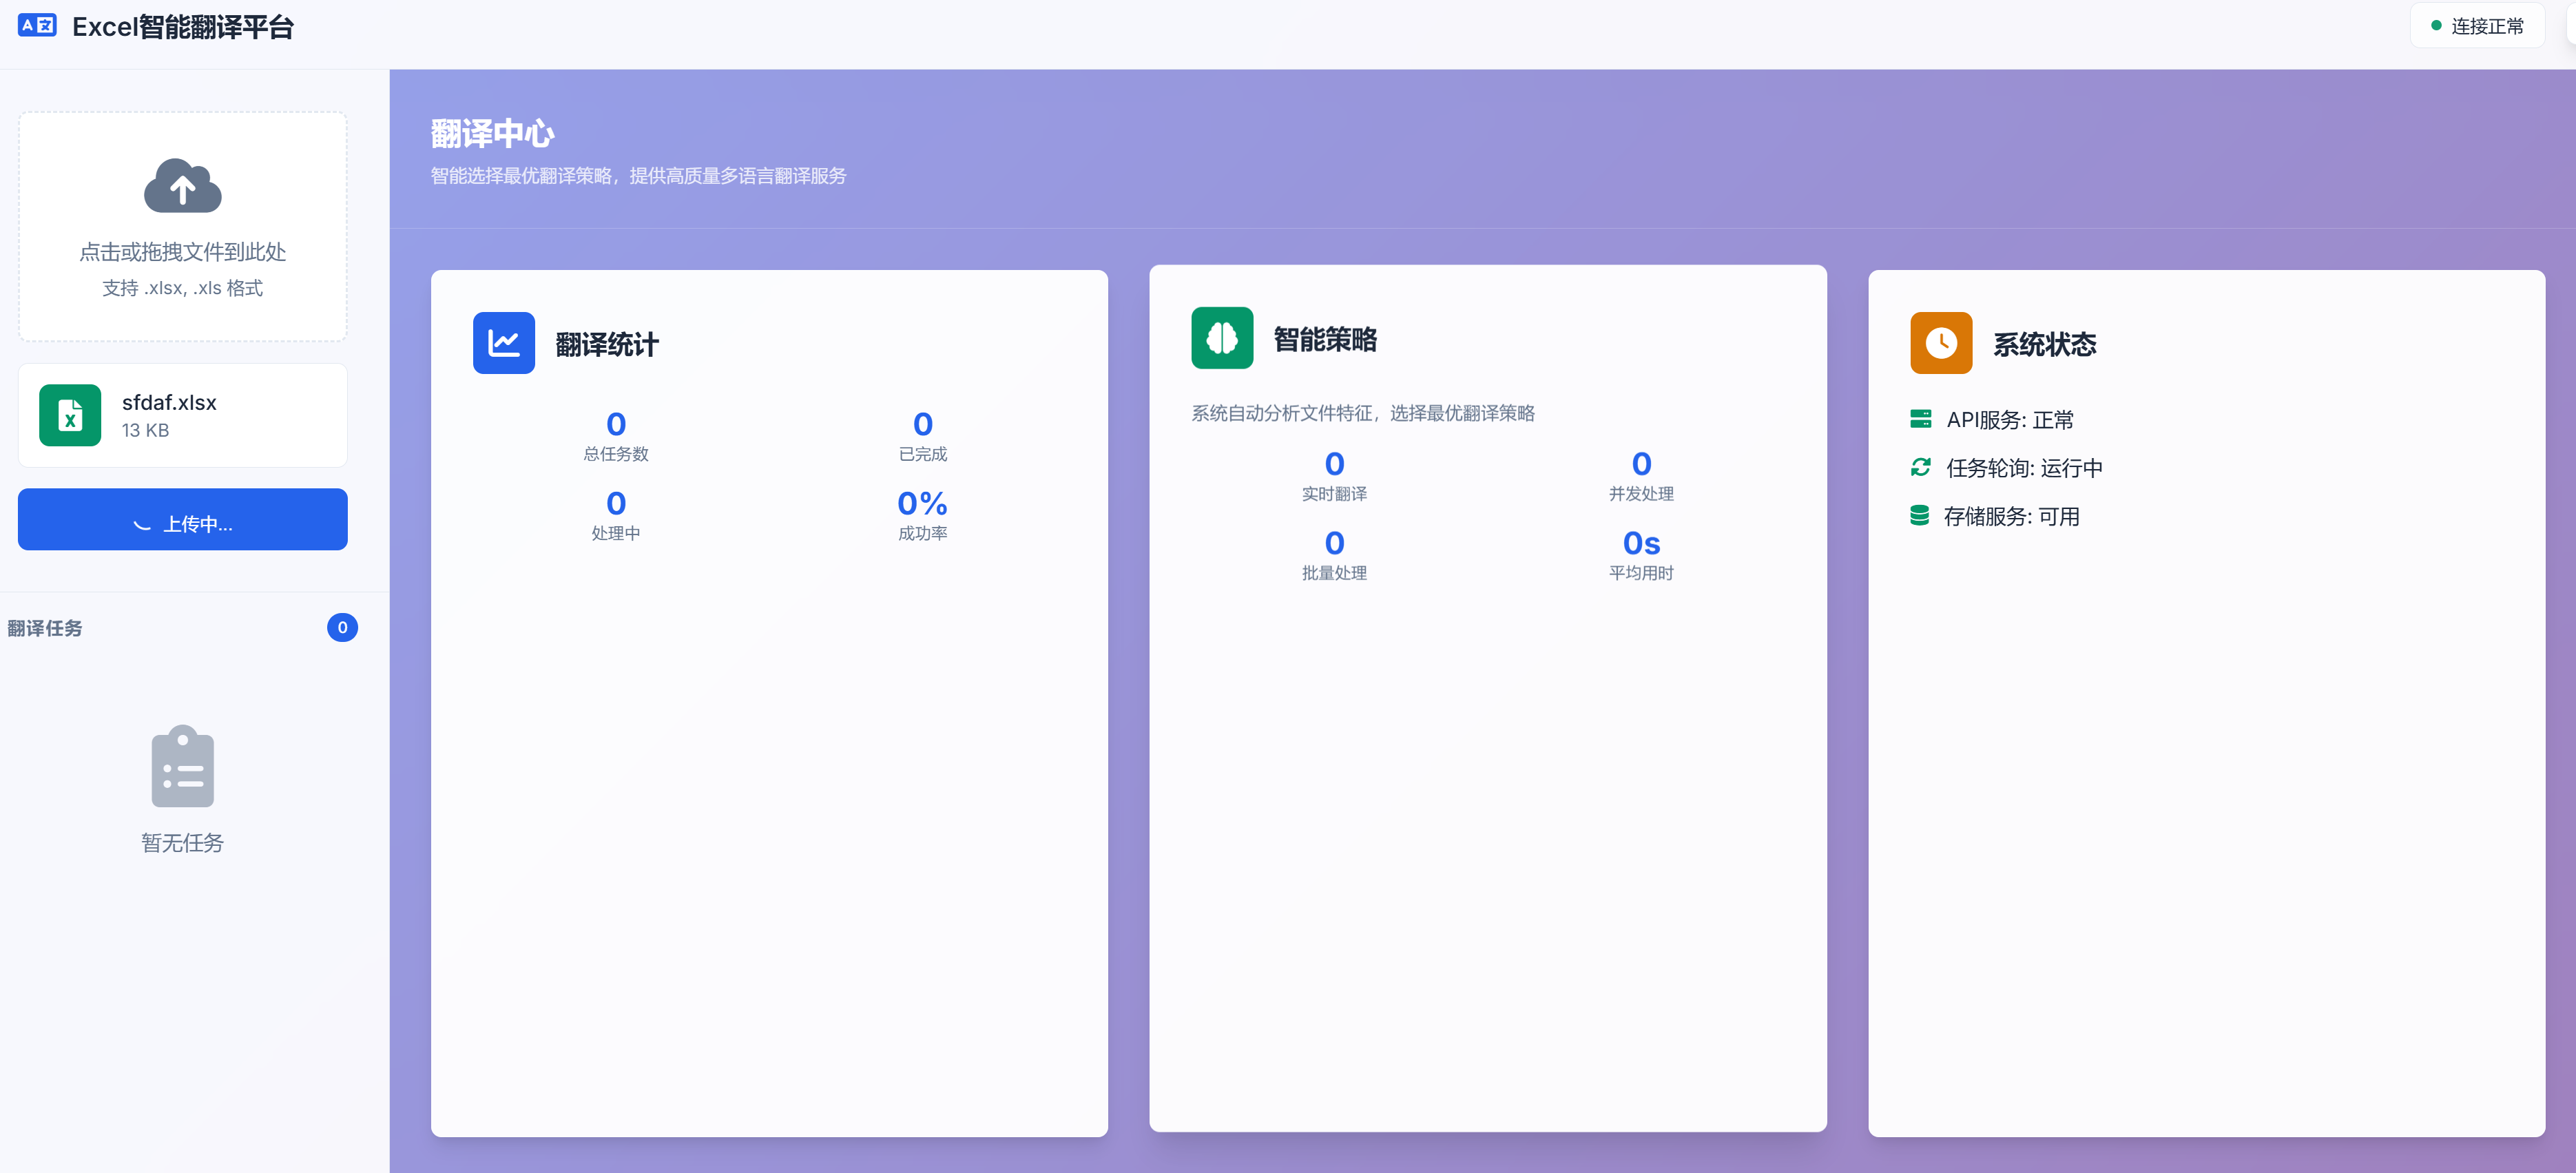 Excel智能翻译平台
连接正常
点击或拖拽文件到此处
支持 .xlsx, .xls 格式
sfdaf.xlsx
13 KB
上传中...
翻译任务
0
暂无任务
翻译中心
智能选择最优翻译策略，提供高质量多语言翻译服务
翻译统计
0
总任务数
0
已完成
0
处理中
0%
成功率
智能策略
系统自动分析文件特征，选择最优翻译策略
0
实时翻译
0
并发处理
0
批量处理
0s
平均用时
系统状态
API服务: 正常
任务轮询: 运行中
存储服务: 可用